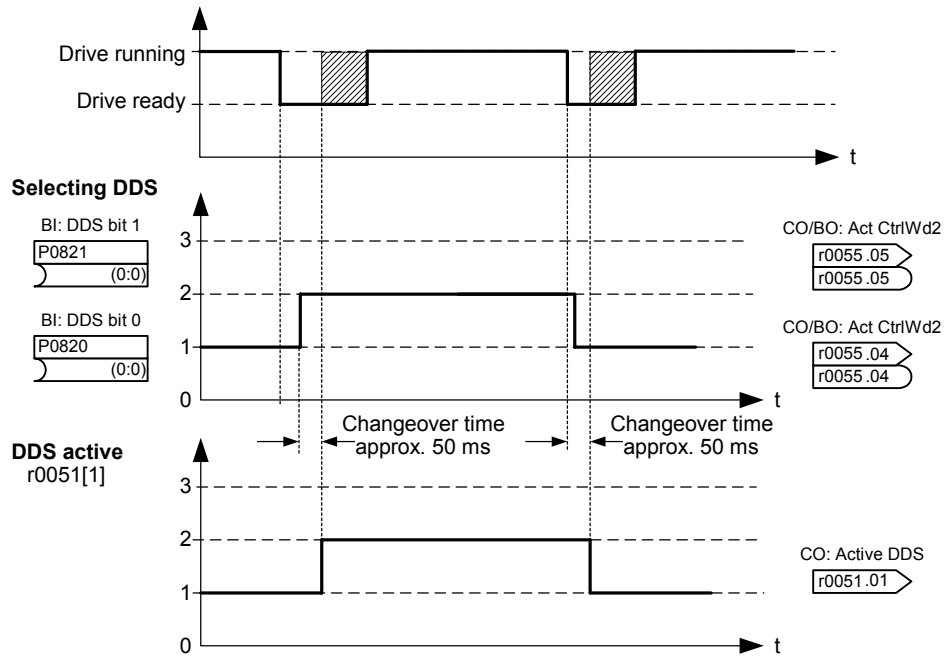 Drive running
Drive ready
t
Selecting DDS
BI: DDS bit 1
P0821
(0:0)
BI: DDS bit 0
P0820
(0:0)
3
2
1
0
t
CO/BO: Act CtrlWd2
r0055 .05
r0055 .05
CO/BO: Act CtrlWd2
r0055 .04
r0055 .04
Changeover time
approx. 50 ms
Changeover time
approx. 50 ms
DDS active
r0051[1]
3
2
1
0
t
CO: Active DDS
r0051 .01